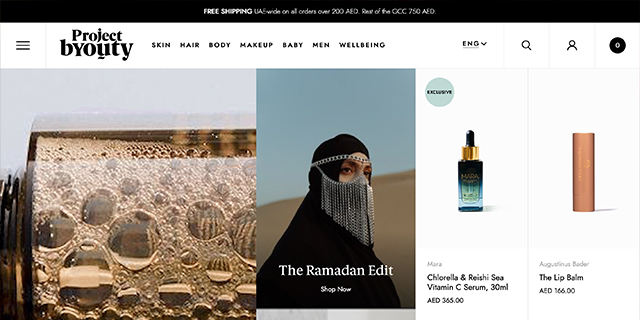 FREE SHIPPING UAE-wide on all orders over 200 AED. Rest of the GCC 750 AED.
Project
byouty
SKIN HAIR BODY MAKEUP BABY MEN WELLBEING
ENG
0
The Ramadan Edit
Shop Now
EXCLUSIVE
MARA
Mara
Chlorella & Reishi Sea
Vitamin C Serum, 30ml
AED 365.00
Augustinus Bader
The Lip Balm
AED 166.00